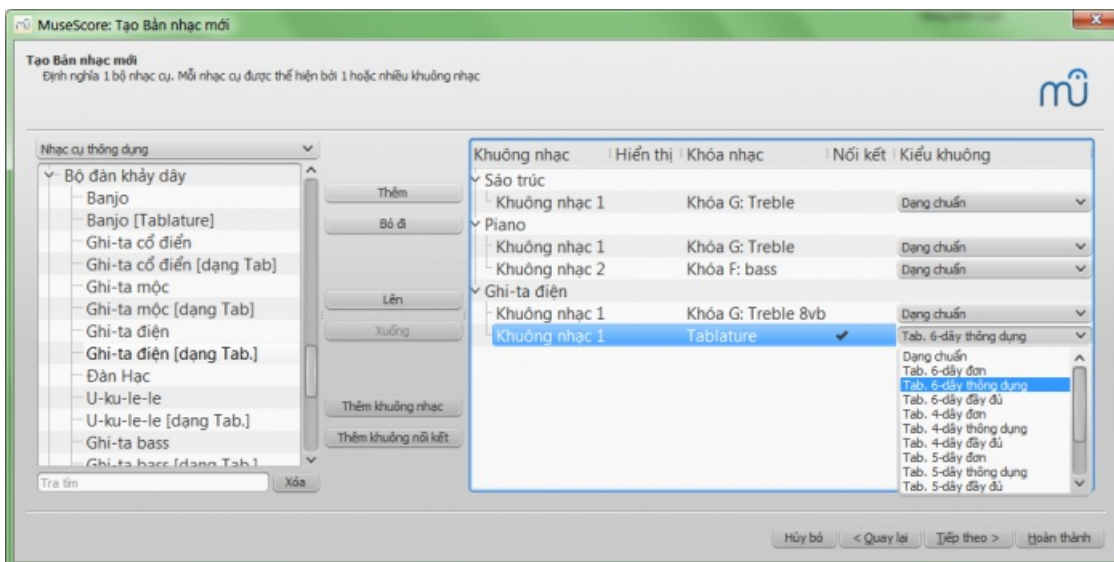 MuseScore: Tạo Bản nhạc mới
Tạo Bản nhạc mới
Định nghĩa 1 bộ nhạc cụ. Mỗi nhạc cụ được thể hiện bởi 1 hoặc nhiều khuông nhạc
Nhạc cụ thông dụng
Bộ đàn khảy dây
Banjo
Banjo [Tablature]
Ghi-ta cổ điển
Ghi-ta cổ điển [dạng Tab]
Ghi-ta mộc
Ghi-ta mộc [dạng Tab]
Ghi-ta điện
Ghi-ta điện [dạng Tab.]
Đàn Hạc
U-ku-le-le
U-ku-le-le [dạng Tab.]
Ghi-ta bass
Ghi-ta bass [dạng Tab.]
Tra tìm
Xóa
Thêm
Bỏ đi
Lên
Xuống
Thêm khuông nhạc
Thêm khuông nối kết
Khuông nhạc Hiển thị Khóa nhạc Nối kết Kiểu khuông
Sáo trúc
Khuông nhạc 1 Khóa G: Treble Dạng chuẩn
Piano
Khuông nhạc 1 Khóa G: Treble Dạng chuẩn
Khuông nhạc 2 Khóa F: bass Dạng chuẩn
Ghi-ta điện
Khuông nhạc 1 Khóa G: Treble 8vb Dạng chuẩn
Khuông nhạc 1 Tablature ✔ Tab. 6-dây thông dụng
Dạng chuẩn
Tab. 6-dây đơn
Tab. 6-dây thông dụng
Tab. 6-dây đầy đủ
Tab. 4-dây đơn
Tab. 4-dây thông dụng
Tab. 4-dây đầy đủ
Tab. 5-dây đơn
Tab. 5-dây thông dụng
Tab. 5-dây đầy đủ
Hủy bỏ < Quay lại Tiếp theo > Hoàn thành